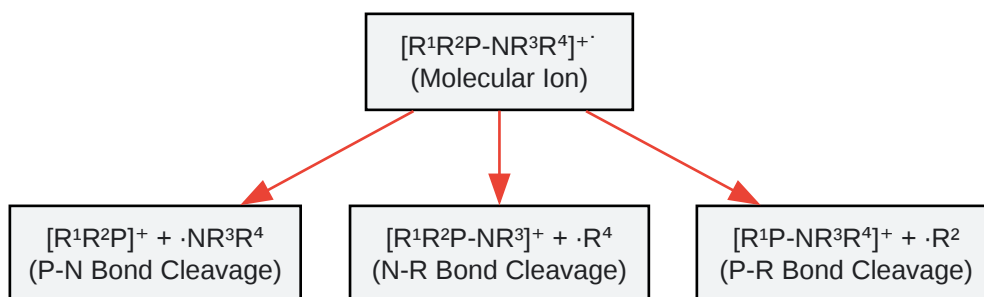 [R¹R²P-NR³R⁴]⁺˙
(Molecular Ion)
[R¹R²P]⁺ + ·NR³R⁴
(P-N Bond Cleavage)
[R¹R²P-NR³]⁺ + ·R⁴
(N-R Bond Cleavage)
[R¹P-NR³R⁴]⁺ + ·R²
(P-R Bond Cleavage)